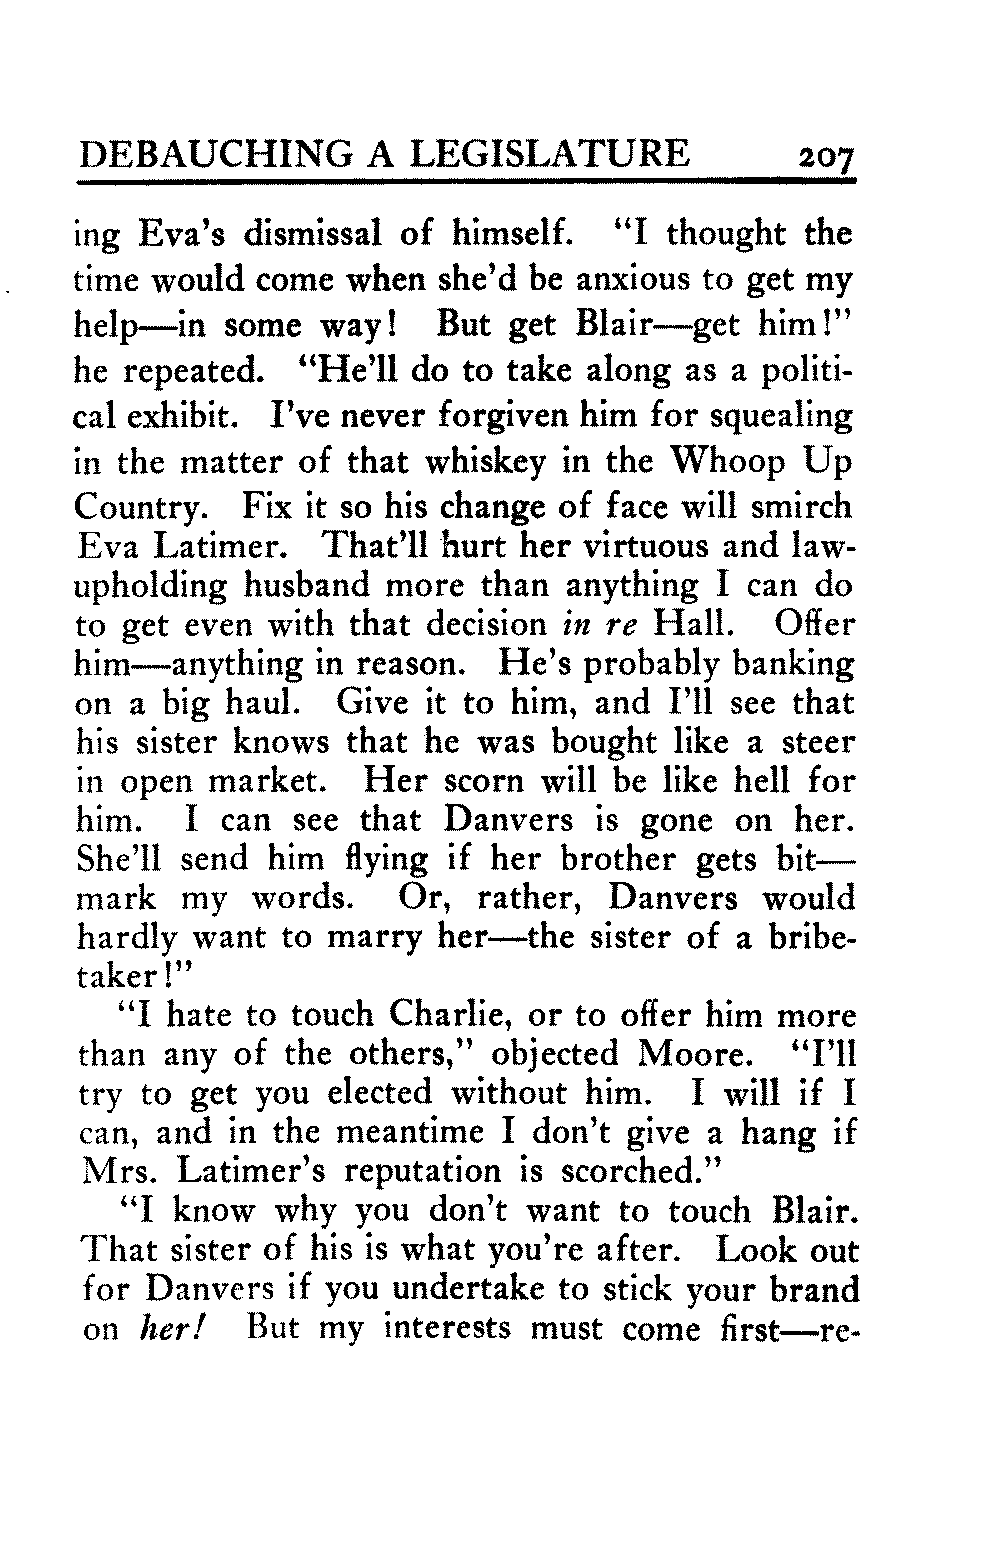 DEBAUCHING A LEGISLATURE 207
ing Eva's dismissal of himself. "I thought the
time would come when she'd be anxious to get my
help—in some way! But get Blair—get him!"
he repeated. "He'll do to take along as a politi-
cal exhibit. I've never forgiven him for squealing
in the matter of that whiskey in the Whoop Up
Country. Fix it so his change of face will smirch
Eva Latimer. That'll hurt her virtuous and law-
upholding husband more than anything I can do
to get even with that decision in re Hall. Offer
him—anything in reason. He's probably banking
on a big haul. Give it to him, and I'll see that
his sister knows that he was bought like a steer
in open market. Her scorn will be like hell for
him. I can see that Danvers is gone on her.
She'll send him flying if her brother gets bit—
mark my words. Or, rather, Danvers would
hardly want to marry her—the sister of a bribe-
taker!"
"I hate to touch Charlie, or to offer him more
than any of the others," objected Moore. "I'll
try to get you elected without him. I will if I
can, and in the meantime I don't give a hang if
Mrs. Latimer's reputation is scorched."
"I know why you don't want to touch Blair.
That sister of his is what you're after. Look out
for Danvers if you undertake to stick your brand
on her! But my interests must come first—re-